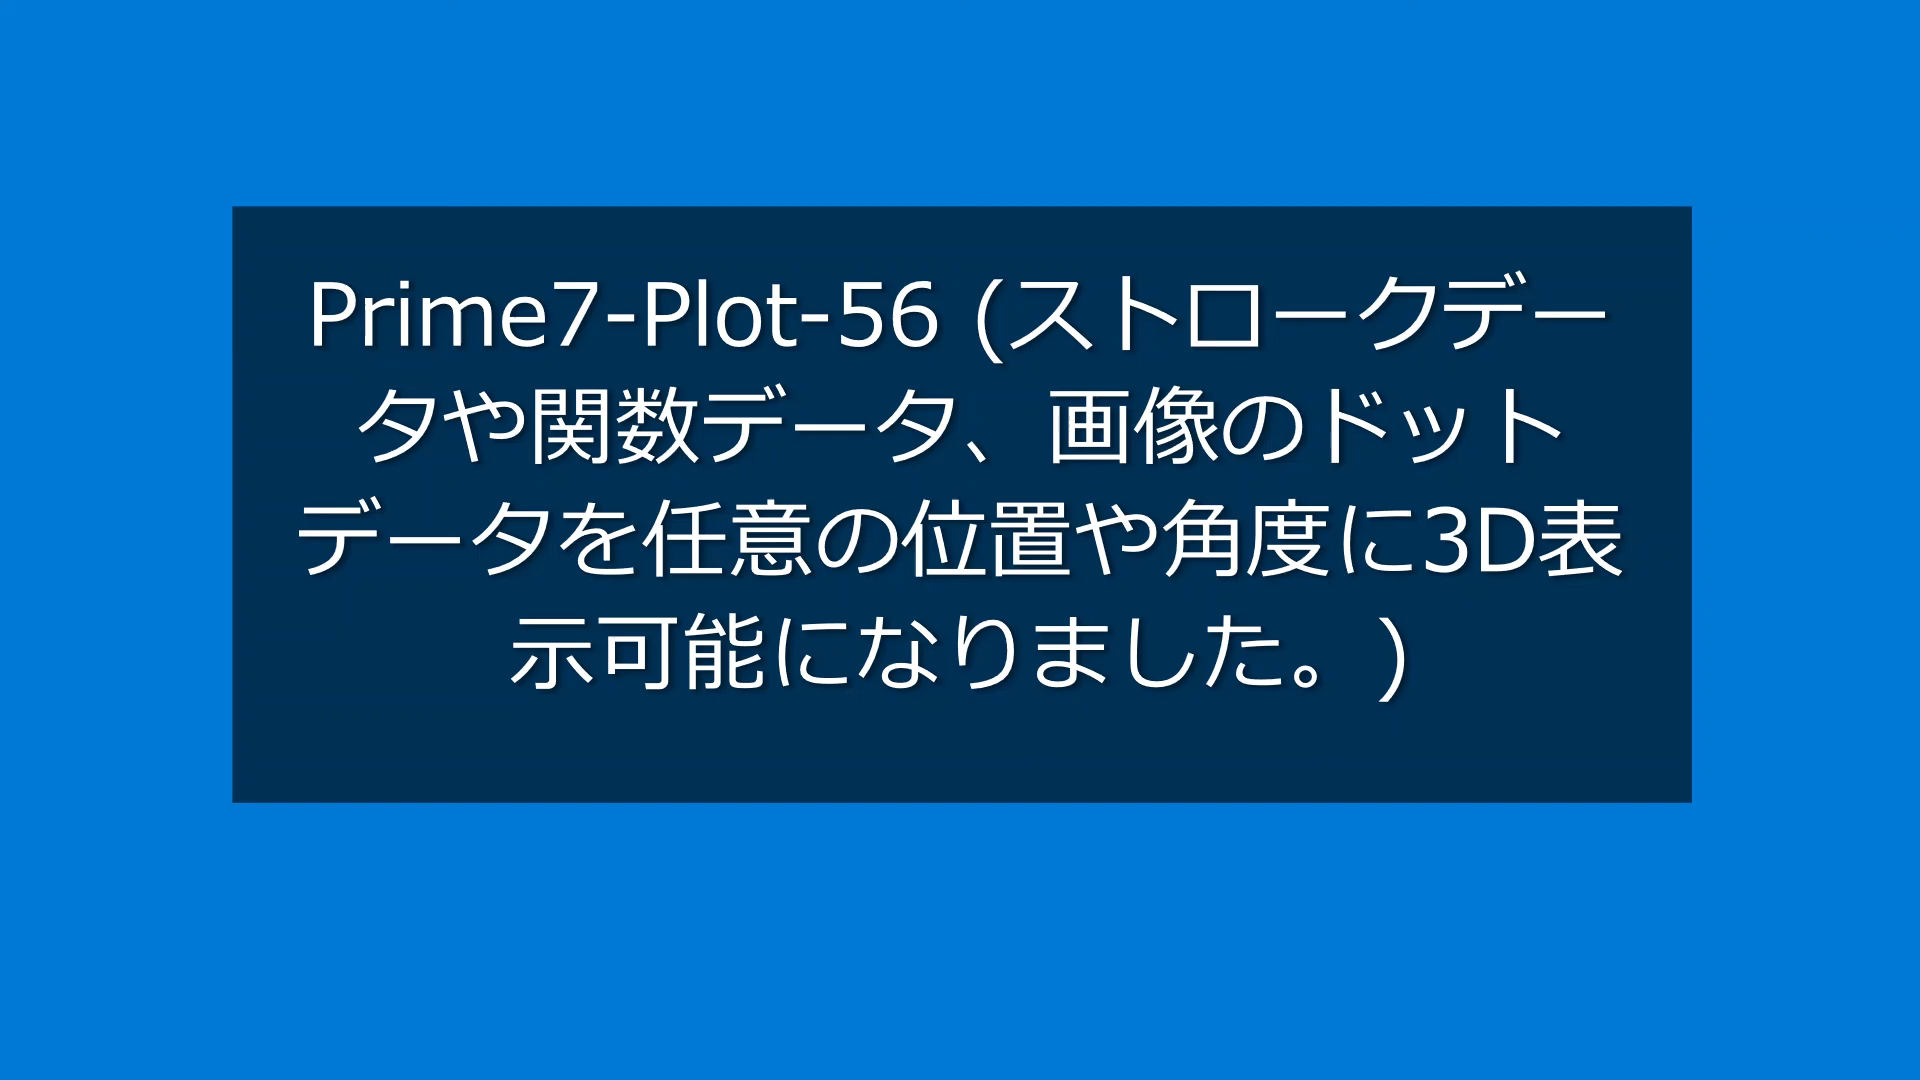 Prime7-Plot-56 (ストロークデー
タや関数データ、画像のドット
データを任意の位置や角度に3D表
示可能になりました。)